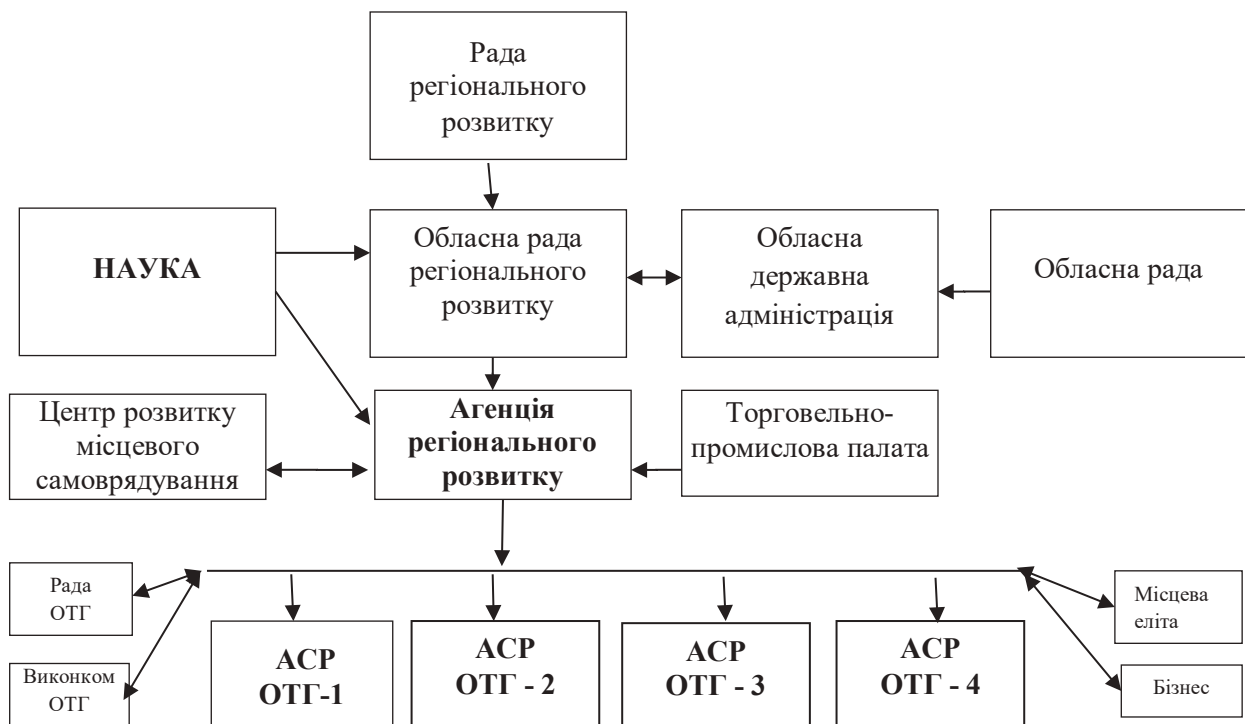 Рада
регіонального
розвитку
НАУКА
Обласна рада
регіонального
розвитку
Обласна
державна
адміністрація
Обласна рада
Центр розвитку
місцевого
самоврядування
Агенція
регіонального
розвитку
Торговельно-
промислова палата
Рада
ОТГ
Виконком
ОТГ
АСР
ОТГ-1
АСР
ОТГ - 2
АСР
ОТГ - 3
АСР
ОТГ - 4
Місцева
еліта
Бізнес